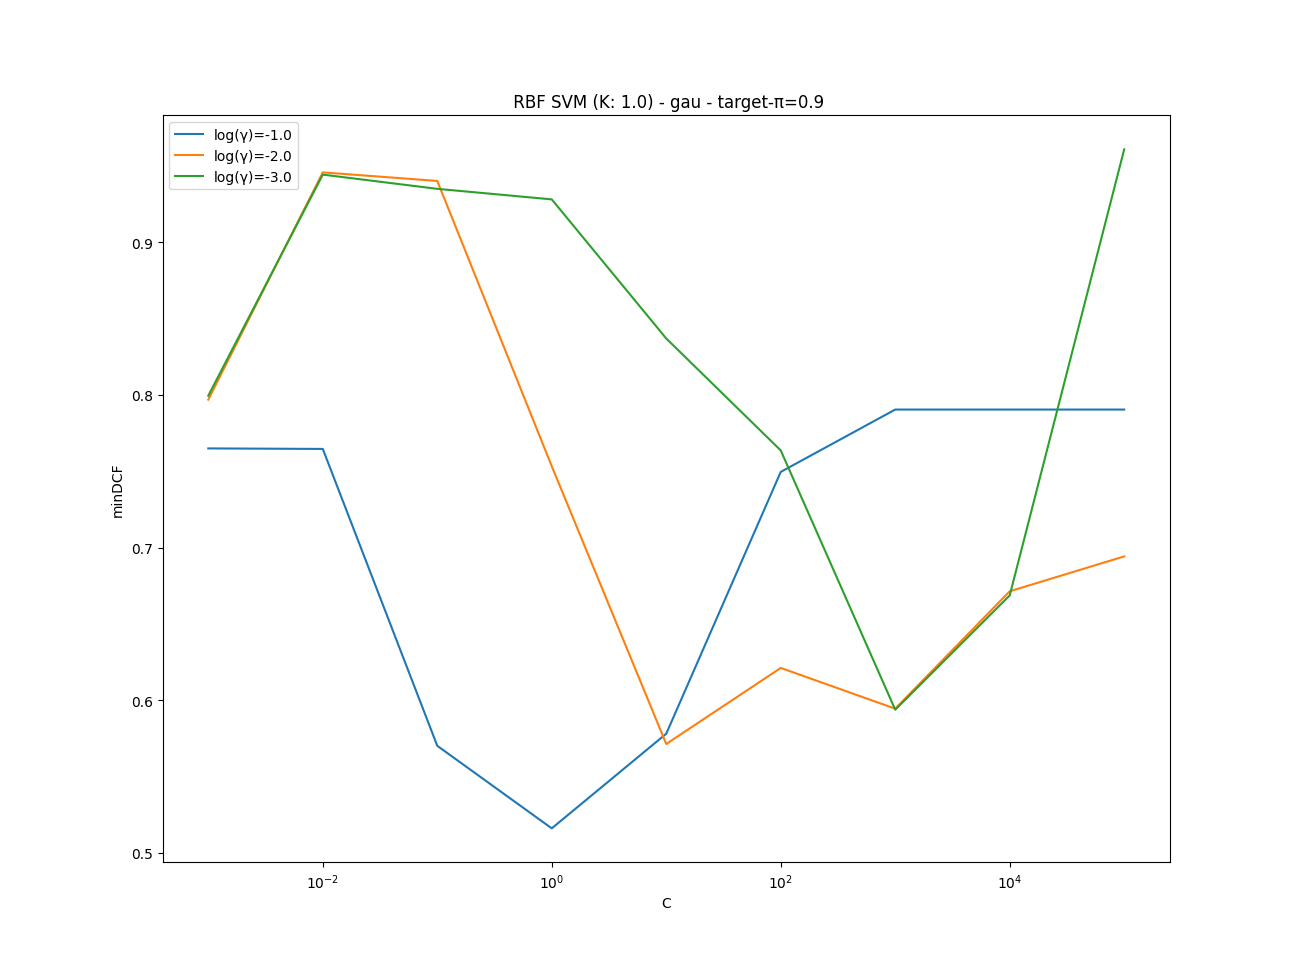 RBF SVM (K: 1.0) - gau - target-π=0.9
log(γ)=-1.0
log(γ)=-2.0
log(γ)=-3.0
minDCF
0.9
0.8
0.7
0.6
0.5
10⁻² 10⁰ 10² 10⁴
C